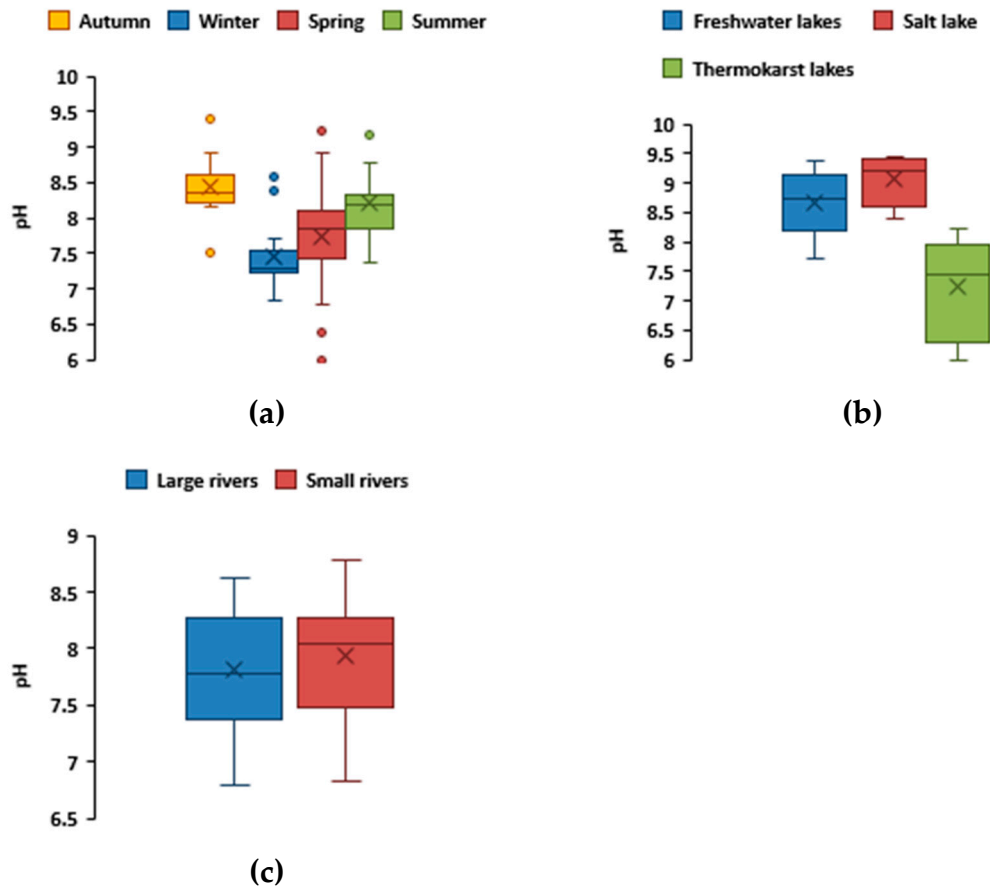 Autumn Winter Spring Summer
10
9.5
9
8.5
8
7.5
7
6.5
6
pH
(a)
Freshwater lakes Salt lake
Thermokarst lakes
10
9.5
9
8.5
8
7.5
7
6.5
6
pH
(b)
Large rivers Small rivers
9
8.5
8
7.5
7
6.5
pH
(c)